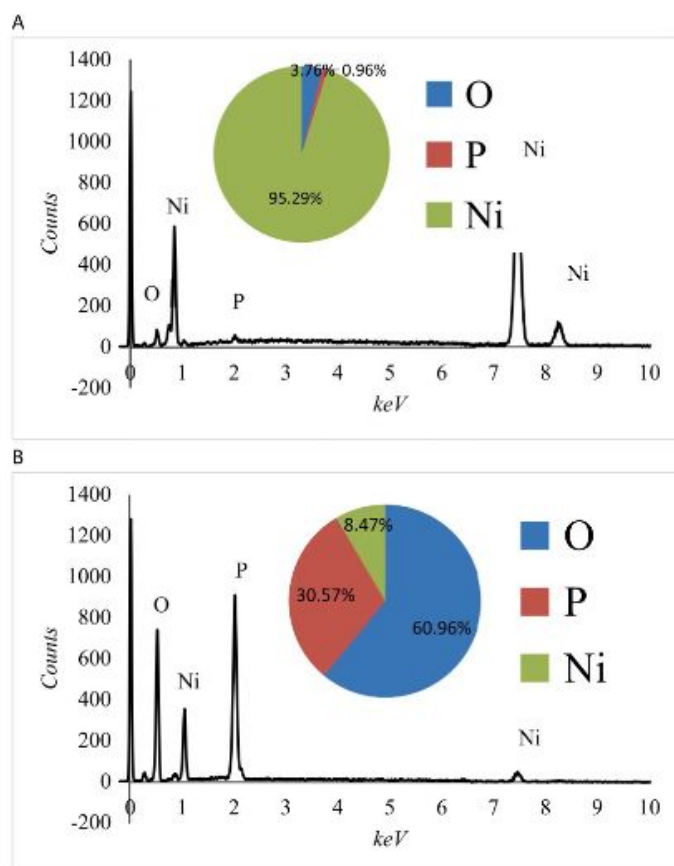 A
1400
1200
1000
800
600
400
200
0
-200
Counts
O
Ni
P
Ni
Ni
3.76% 0.96%
95.29%
O
P
Ni
0 1 2 3 4 5 6 7 8 9 10
keV
B
1400
1200
1000
800
600
400
200
0
-200
Counts
O
Ni
P
Ni
8.47%
30.57%
60.96%
O
P
Ni
0 1 2 3 4 5 6 7 8 9 10
keV